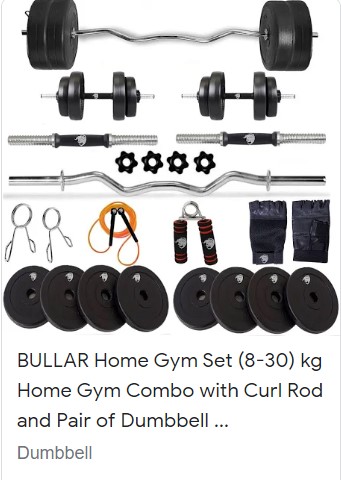 BULLAR Home Gym Set (8-30) kg
Home Gym Combo with Curl Rod
and Pair of Dumbbell ...
Dumbbell